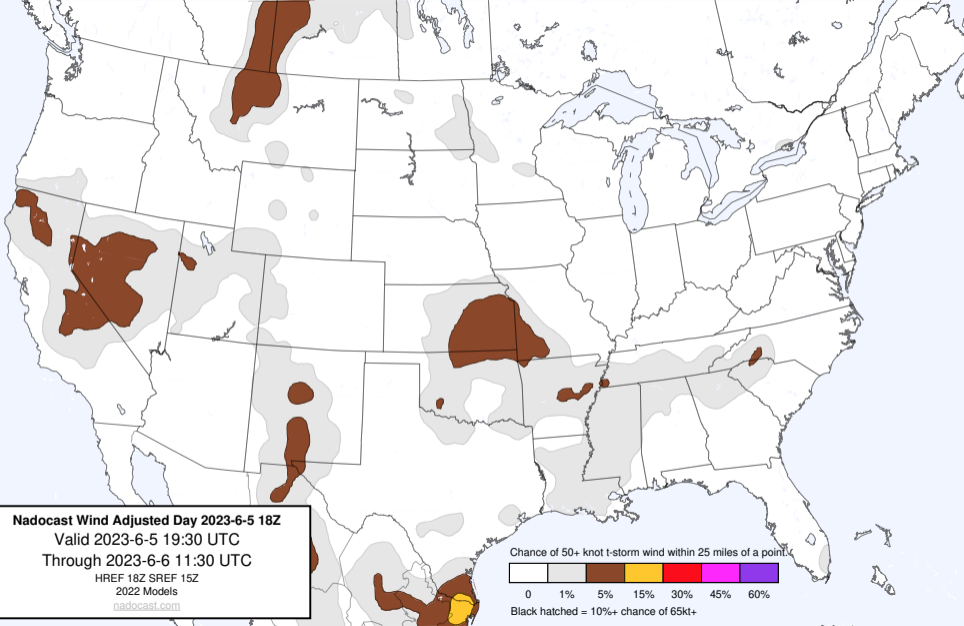 Nadocast Wind Adjusted Day 2023-6-5 18Z
Valid 2023-6-5 19:30 UTC
Through 2023-6-6 11:30 UTC
HREF 18Z SREF 15Z
2022 Models
nadocast.com
Chance of 50+ knot t-storm wind within 25 miles of a point.
0 1% 5% 15% 30% 45% 60%
Black hatched = 10%+ chance of 65kt+